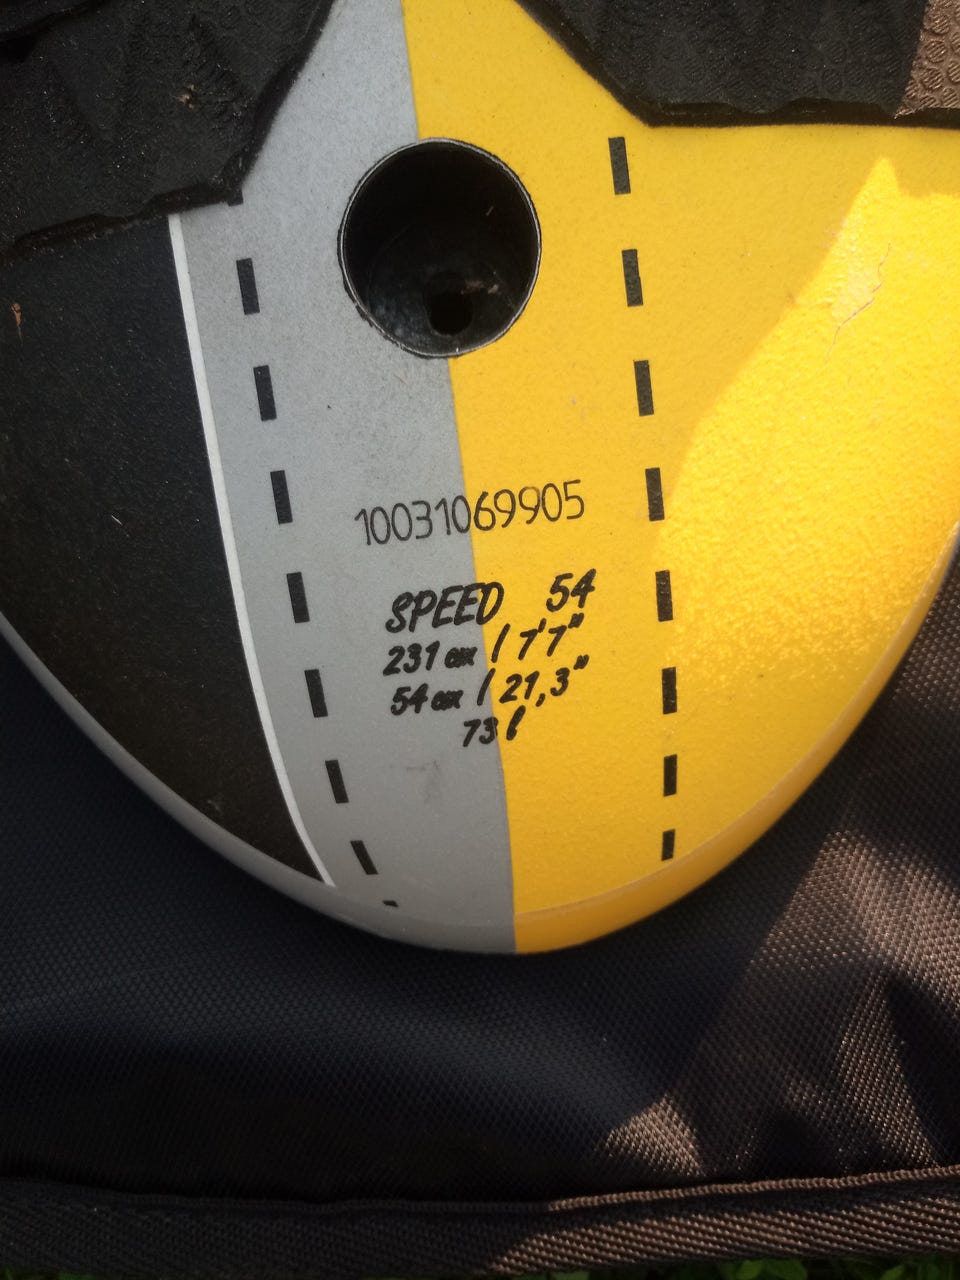 10031069905
SPEED 54
231 cm / 7'7"
54 cm / 21,3"
73 l